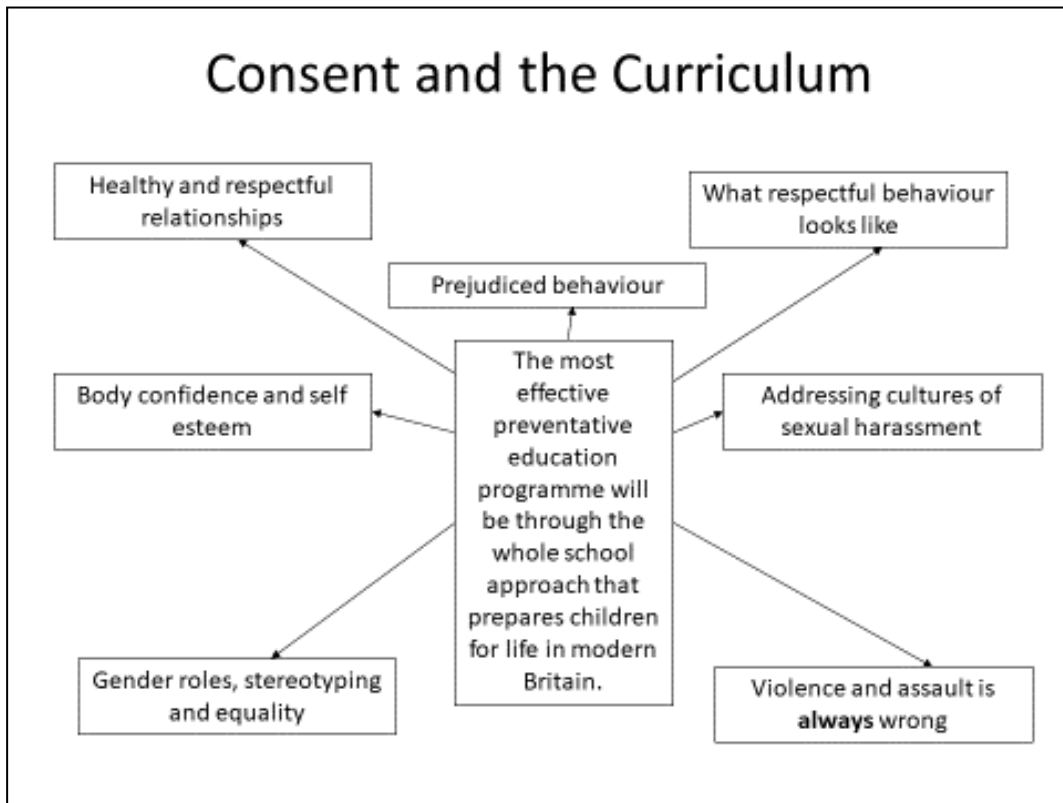 Consent and the Curriculum
Healthy and respectful
relationships
What respectful behaviour
looks like
Prejudiced behaviour
The most
effective
preventative
education
programme will
be through the
whole school
approach that
prepares children
for life in modern
Britain.
Body confidence and self
esteem
Addressing cultures of
sexual harassment
Gender roles, stereotyping
and equality
Violence and assault is
always wrong